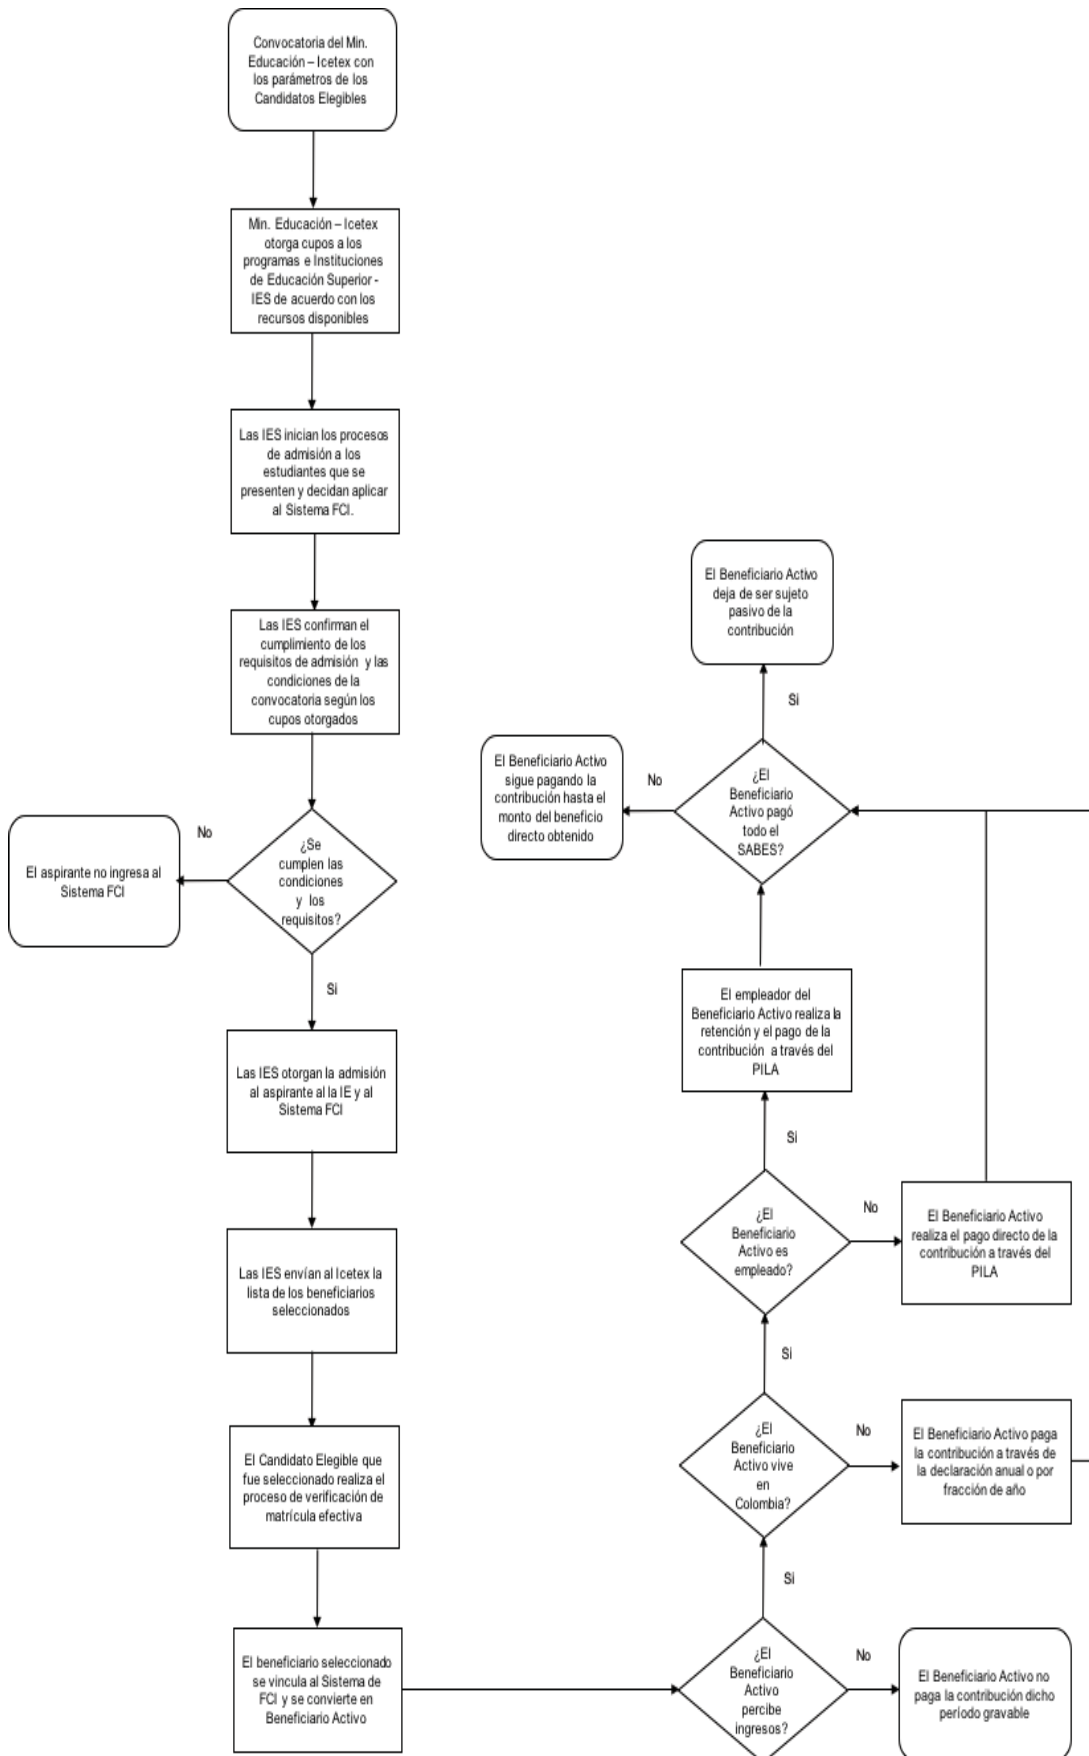 Convocatoria del Min.
Educación – Icetex con
los parámetros de los
Candidatos Elegibles
Min. Educación – Icetex
otorga cupos a los
programas e Instituciones
de Educación Superior -
IES de acuerdo con los
recursos disponibles
Las IES inician los procesos
de admisión a los
estudiantes que se
presenten y decidan aplicar
al Sistema FCI.
Las IES confirman el
cumplimiento de los
requisitos de admisión y las
condiciones de la
convocatoria según los
cupos otorgados
¿Se
cumplen las
condiciones
y los
requisitos?
No
El aspirante no ingresa al
Sistema FCI
Si
Las IES otorgan la admisión
al aspirante al la IE y al
Sistema FCI
Las IES envían al Icetex la
lista de los beneficiarios
seleccionados
El Candidato Elegible que
fue seleccionado realiza el
proceso de verificación de
matrícula efectiva
El beneficiario seleccionado
se vincula al Sistema de
FCI y se convierte en
Beneficiario Activo
¿El
Beneficiario
Activo
percibe
ingresos?
No
El Beneficiario Activo no
paga la contribución dicho
período gravable
Si
¿El
Beneficiario
Activo vive
en
Colombia?
No
El Beneficiario Activo paga
la contribución a través de
la declaración anual o por
fracción de año
Si
¿El
Beneficiario
Activo es
empleado?
No
El Beneficiario Activo
realiza el pago directo de la
contribución a través del
PILA
Si
El empleador del
Beneficiario Activo realiza la
retención y el pago de la
contribución a través del
PILA
¿El
Beneficiario
Activo pagó
todo el
SABES?
No
El Beneficiario Activo
sigue pagando la
contribución hasta el
monto del beneficio
directo obtenido
Si
El Beneficiario Activo
deja de ser sujeto
pasivo de la
contribución